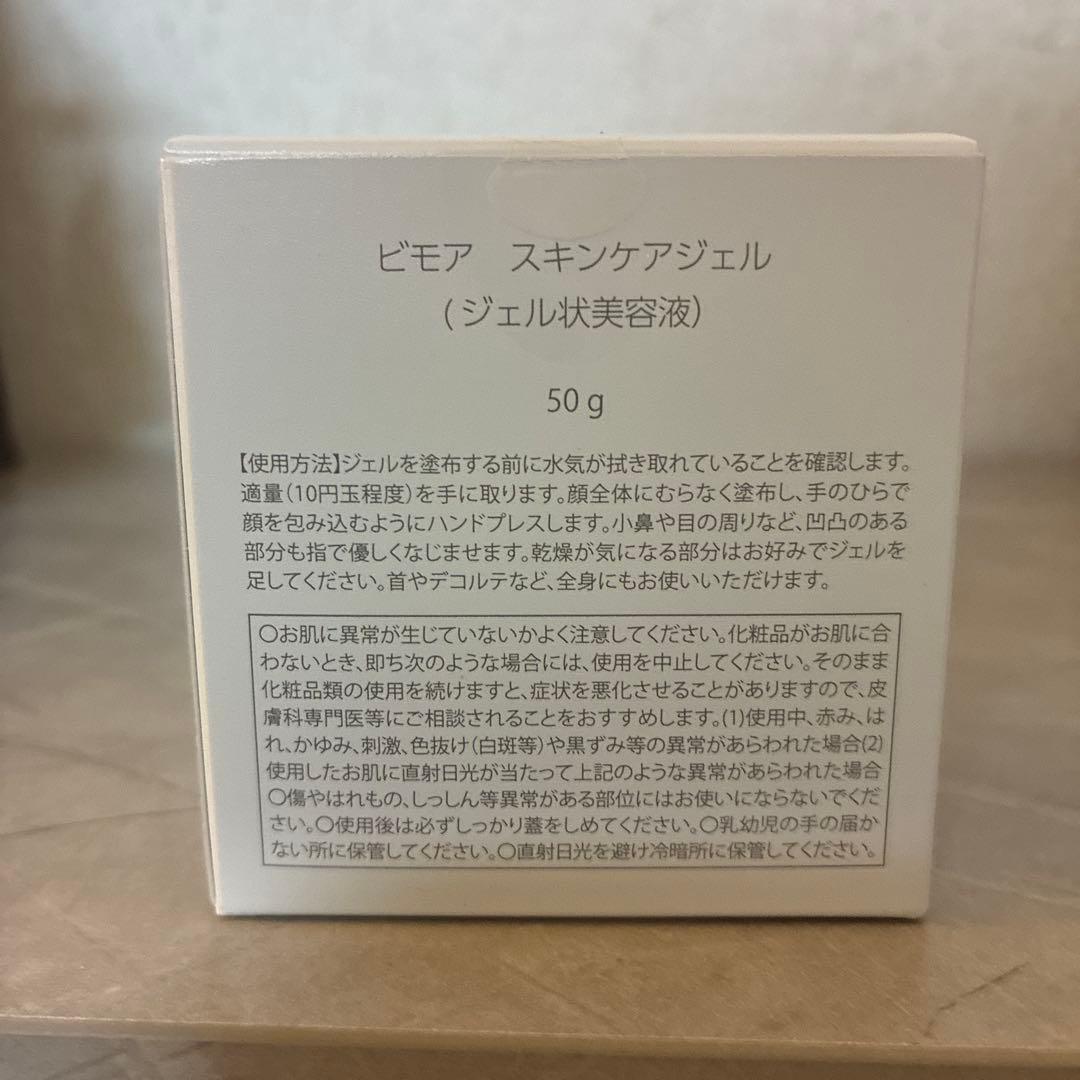 ビモア　スキンケアジェル
(ジェル状美容液)
50 g
【使用方法】ジェルを塗布する前に水気が拭き取れていることを確認します。
適量(10円玉程度)を手に取ります。顔全体にむらなく塗布し、手のひらで
顔を包み込むようにハンドプレスします。小鼻や目の周りなど、凹凸のある
部分も指で優しくなじませます。乾燥が気になる部分はお好みでジェルを
足してください。首やデコルテなど、全身にもお使いいただけます。
○お肌に異常が生じていないかよく注意してください。化粧品がお肌に合
わないとき、即ち次のような場合には、使用を中止してください。そのまま
化粧品類の使用を続けますと、症状を悪化させることがありますので、皮
膚科専門医等にご相談されることをおすすめします。(1)使用中、赤み、は
れ、かゆみ、刺激、色抜け(白斑等)や黒ずみ等の異常があらわれた場合(2)
使用したお肌に直射日光が当たって上記のような異常があらわれた場合
○傷やはれもの、しっしん等異常がある部位にはお使いにならないでくだ
さい。○使用後は必ずしっかり蓋をしめてください。○乳幼児の手の届か
ない所に保管してください。○直射日光を避け冷暗所に保管してください。